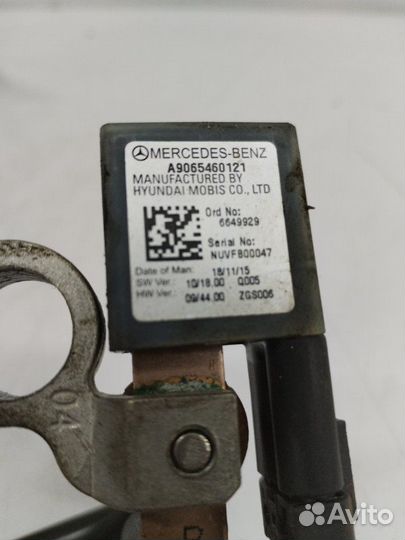 MERCEDES-BENZ
A9065460121
MANUFACTURED BY
HYUNDAI MOBIS CO., LTD
Ord No:
6649929
Serial No:
NUVFB00047
Date of Man: 18/11/15
SW Ver.: 10/18.00 Q005
HW Ver.: 09/44.00 ZGS006
04
Avito